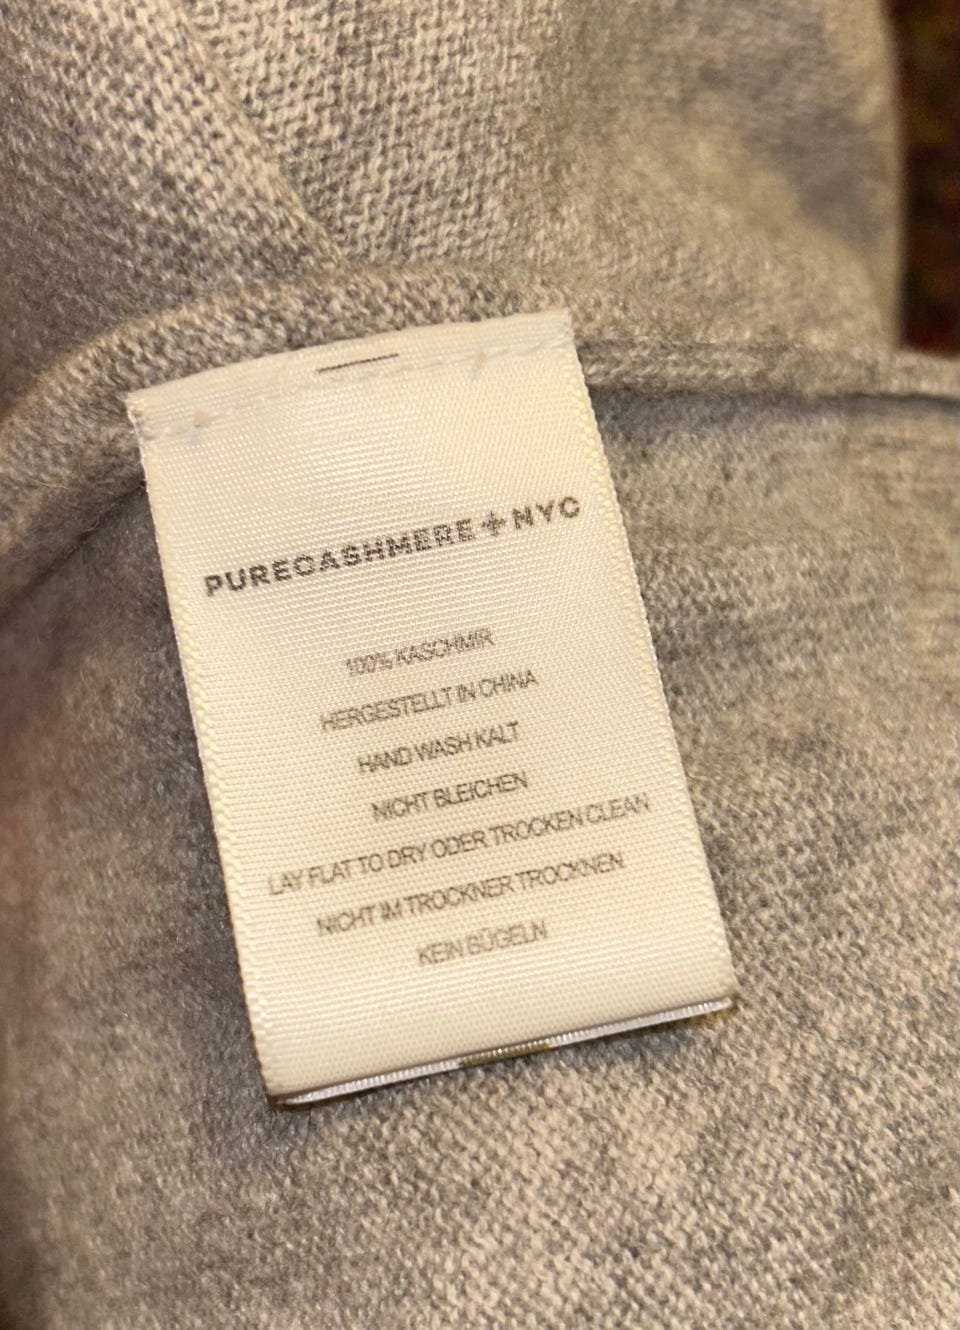 PURECASHMERE+NYC
100% KASCHMIR
HERGESTELLT IN CHINA
HAND WASH KALT
NICHT BLEICHEN
LAY FLAT TO DRY ODER TROCKEN CLEAN
NICHT IM TROCKNER TROCKNEN
KEIN BÜGELN